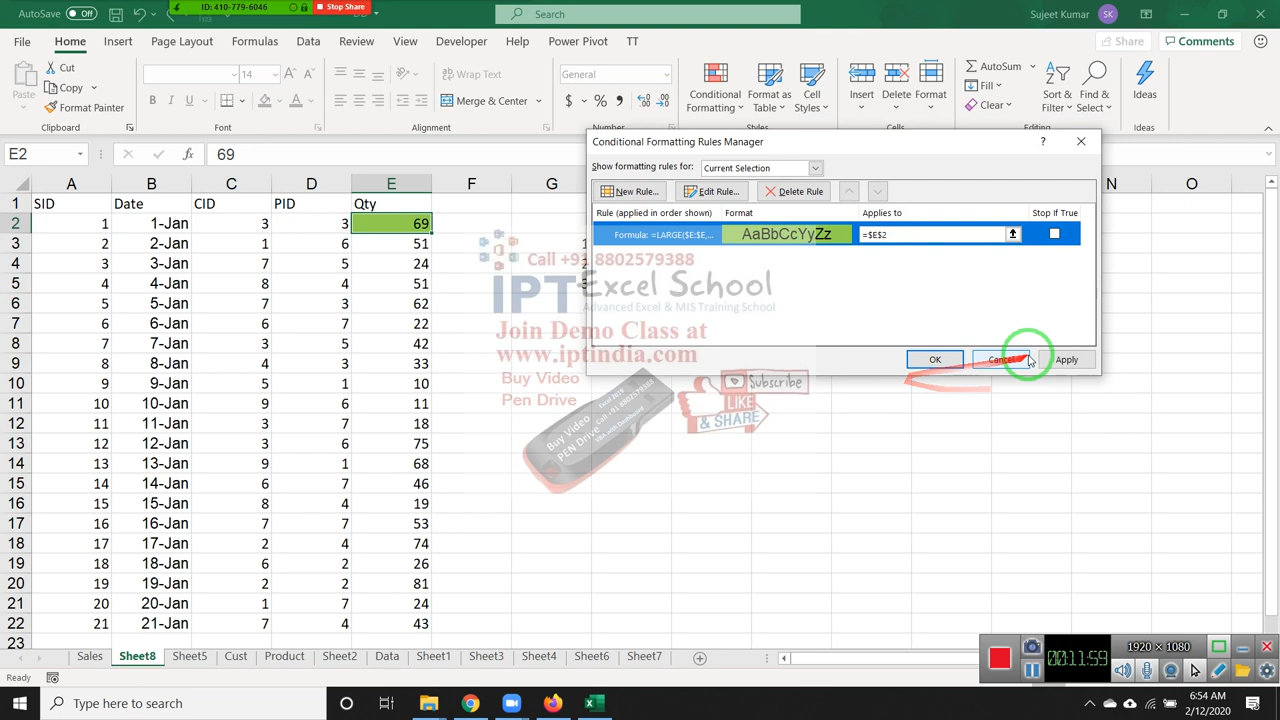 ID: 410-779-6046 Stop Share
AutoSave Off Search Sujeet Kumar SK
File Home Insert Page Layout Formulas Data Review View Developer Help Power Pivot TT Share Comments
Cut
Copy
Format Painter
Paste
14 A A
B I U
Wrap Text
Merge & Center
General
$ % ,
Conditional Formatting
Format as Table
Cell Styles
Insert Delete Format
AutoSum
Fill
Clear
Sort & Filter
Find & Select
Ideas
Clipboard Font Alignment Number Styles Cells Editing Ideas
E2 fx 69
Conditional Formatting Rules Manager ?
Show formatting rules for: Current Selection
New Rule... Edit Rule... Delete Rule
Rule (applied in order shown) Format Applies to Stop If True
Formula: =LARGE($E:$E,... AaBbCcYyZz =$E$2
OK Cancel Apply
A B C D E F G N O
1 SID Date CID PID Qty
2 1 1-Jan 3 3 69
3 2 2-Jan 1 6 51
4 3 3-Jan 7 5 24
5 4 4-Jan 8 4 51
6 5 5-Jan 7 3 62
7 6 6-Jan 6 7 22
8 7 7-Jan 3 5 42
9 8 8-Jan 4 3 33
10 9 9-Jan 5 1 10
11 10 10-Jan 9 6 11
12 11 11-Jan 3 7 18
13 12 12-Jan 3 6 75
14 13 13-Jan 9 1 68
15 14 14-Jan 6 7 46
16 15 15-Jan 8 4 19
17 16 16-Jan 7 7 53
18 17 17-Jan 2 4 74
19 18 18-Jan 6 2 26
20 19 19-Jan 2 2 81
21 20 20-Jan 1 7 24
22 21 21-Jan 7 4 43
23
Call +91 8802579388
IPT Excel School
Advanced Excel & MIS Training School
Join Demo Class at
www.iptindia.com
Buy Video
Pen Drive
Subscribe
LIKE
& SHARE
Buy Video
PEN Drive
Sales Sheet8 Sheet5 Cust Product Sheet2 Data Sheet1 Sheet3 Sheet4 Sheet6 Sheet7
Ready
00:11:59
1920 × 1080
Type here to search
6:54 AM
2/12/2020